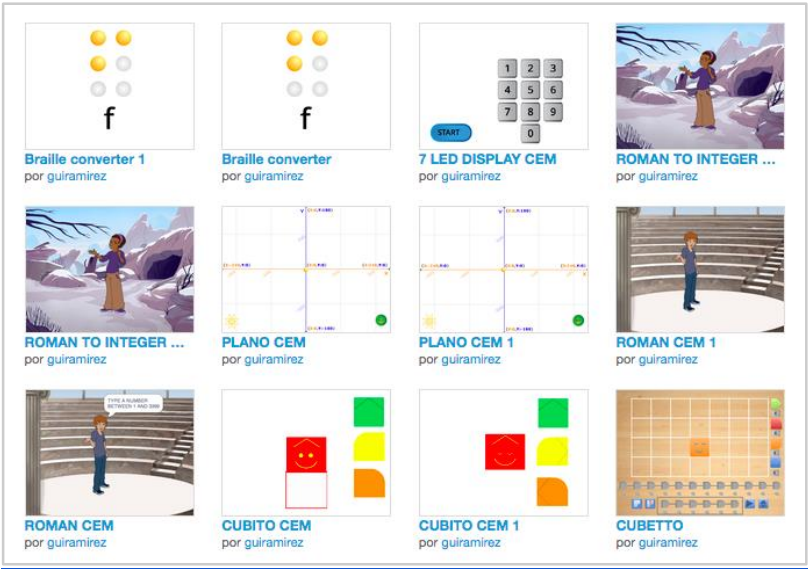 f
f
1 2 3
4 5 6
7 8 9
START
0
Braille converter 1
por guiramirez
Braille converter
por guiramirez
7 LED DISPLAY CEM
por guiramirez
ROMAN TO INTEGER ...
por guiramirez
Y
X
Y
X
ROMAN TO INTEGER ...
por guiramirez
PLANO CEM
por guiramirez
PLANO CEM 1
por guiramirez
ROMAN CEM 1
por guiramirez
TYPE A NUMBER
BETWEEN 1 AND
ROMAN CEM
por guiramirez
CUBITO CEM
por guiramirez
CUBITO CEM 1
por guiramirez
CUBETTO
por guiramirez